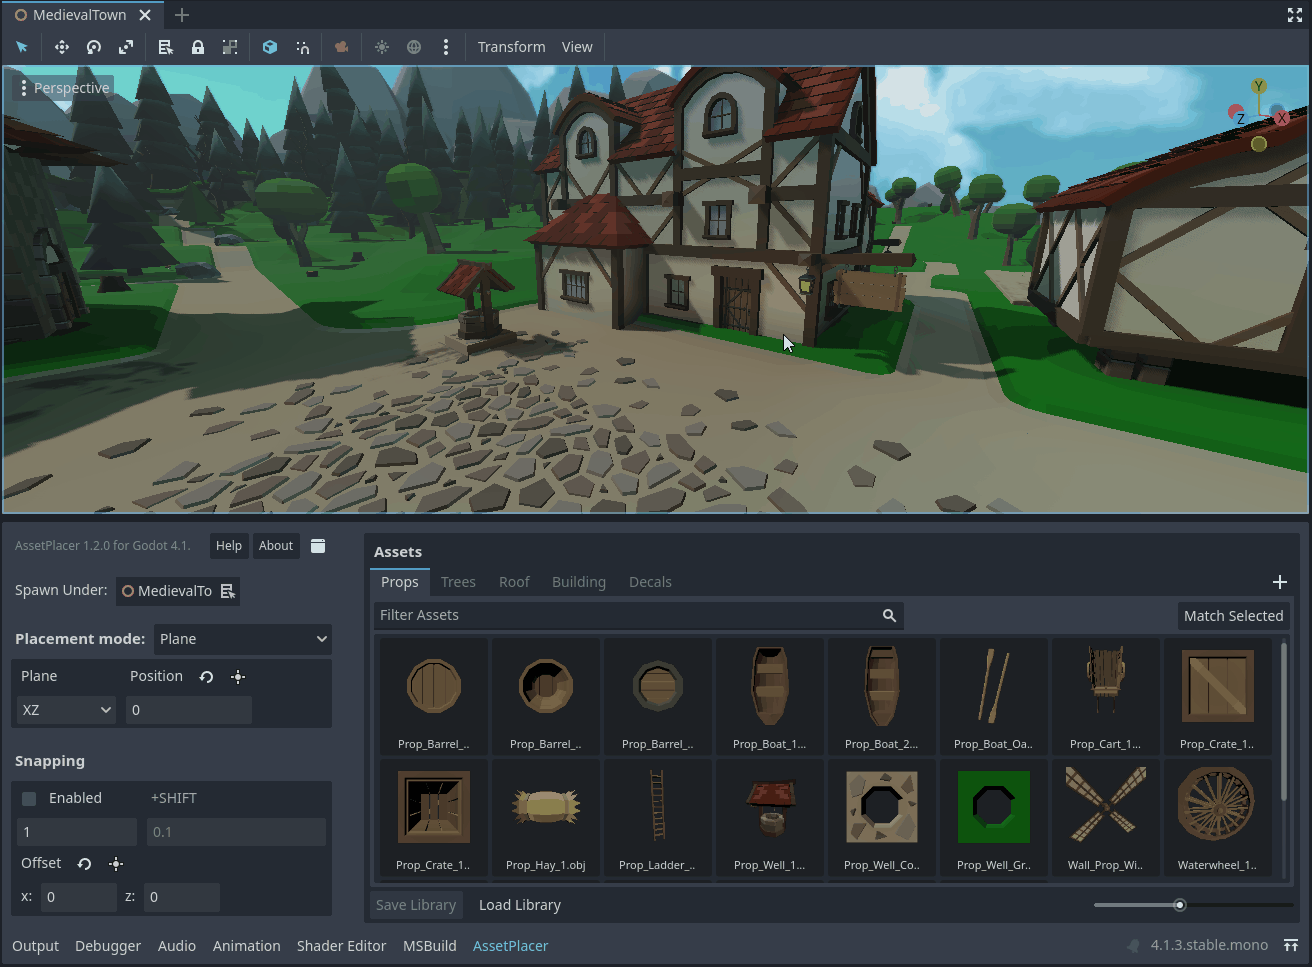 MedievalTown
Transform View
Perspective
Y
Z X
AssetPlacer 1.2.0 for Godot 4.1. Help About
Spawn Under: MedievalTo
Placement mode: Plane
Plane Position
XZ 0
Snapping
Enabled +SHIFT
1 0.1
Offset
x: 0 z: 0
Assets
Props Trees Roof Building Decals
Filter Assets Match Selected
Prop_Barrel_.. Prop_Barrel_.. Prop_Barrel_.. Prop_Boat_1... Prop_Boat_2... Prop_Boat_Oa.. Prop_Cart_1... Prop_Crate_1..
Prop_Crate_1.. Prop_Hay_1.obj Prop_Ladder_.. Prop_Well_1... Prop_Well_Co.. Prop_Well_Gr.. Wall_Prop_Wi.. Waterwheel_1..
Save Library Load Library
Output Debugger Audio Animation Shader Editor MSBuild AssetPlacer 4.1.3.stable.mono